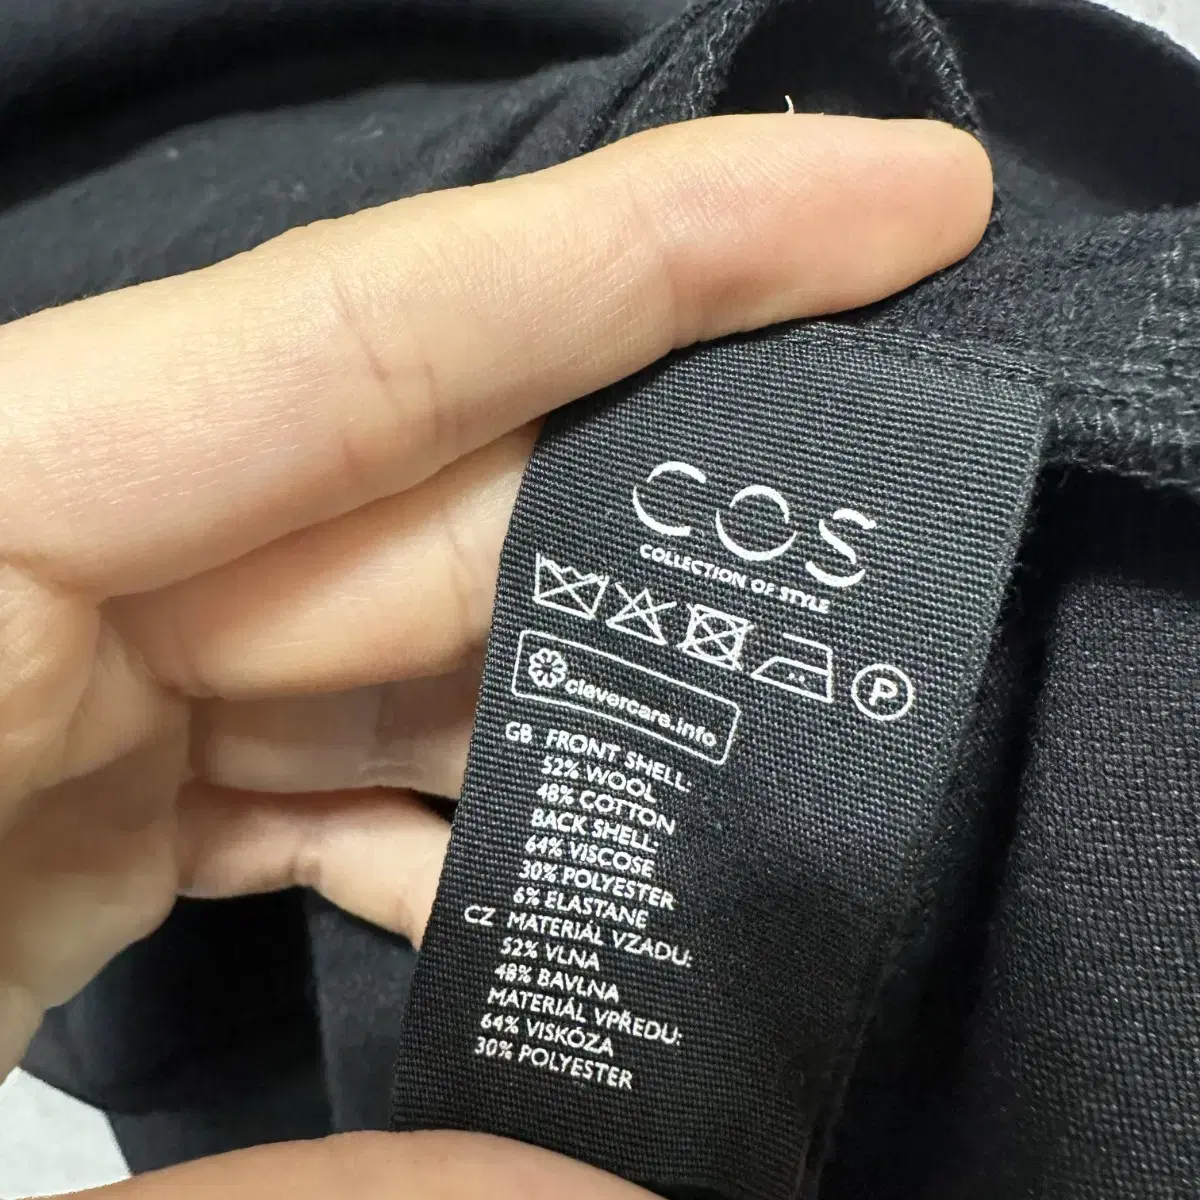 COS
COLLECTION OF STYLE
P
clevercare.info
GB FRONT SHELL:
52% WOOL
48% COTTON
BACK SHELL:
64% VISCOSE
30% POLYESTER
6% ELASTANE
CZ MATERIÁL VZADU:
52% VLNA
48% BAVLNA
MATERIÁL VPŘEDU:
64% VISKÓZA
30% POLYESTER